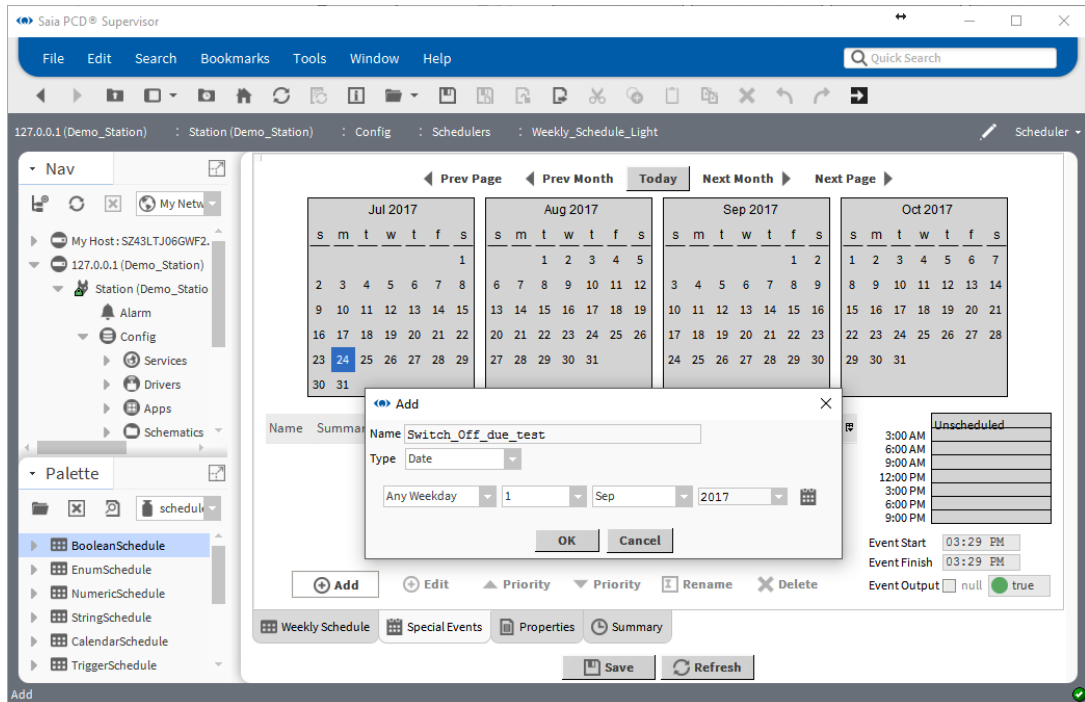 Saia PCD® Supervisor
File Edit Search Bookmarks Tools Window Help
Quick Search
127.0.0.1 (Demo_Station) : Station (Demo_Station) : Config : Schedulers : Weekly_Schedule_Light
Scheduler
Nav
My Netw
My Host : SZ43LTJ06GWF2.
127.0.0.1 (Demo_Station)
Station (Demo_Statio
Alarm
Config
Services
Drivers
Apps
Schematics
Palette
schedule
BooleanSchedule
EnumSchedule
NumericSchedule
StringSchedule
CalendarSchedule
TriggerSchedule
Prev Page Prev Month Today Next Month Next Page
Jul 2017
s m t w t f s
1
2 3 4 5 6 7 8
9 10 11 12 13 14 15
16 17 18 19 20 21 22
23 24 25 26 27 28 29
30 31
Aug 2017
s m t w t f s
1 2 3 4 5
6 7 8 9 10 11 12
13 14 15 16 17 18 19
20 21 22 23 24 25 26
27 28 29 30 31
Sep 2017
s m t w t f s
1 2
3 4 5 6 7 8 9
10 11 12 13 14 15 16
17 18 19 20 21 22 23
24 25 26 27 28 29 30
Oct 2017
s m t w t f s
1 2 3 4 5 6 7
8 9 10 11 12 13 14
15 16 17 18 19 20 21
22 23 24 25 26 27 28
29 30 31
Name Summar
Add
Name Switch_Off_due_test
Type Date
Any Weekday 1 Sep 2017
OK Cancel
Unscheduled
3:00 AM
6:00 AM
9:00 AM
12:00 PM
3:00 PM
6:00 PM
9:00 PM
Event Start 03:29 PM
Event Finish 03:29 PM
Event Output null true
Add Edit Priority Priority Rename Delete
Weekly Schedule Special Events Properties Summary
Save Refresh
Add